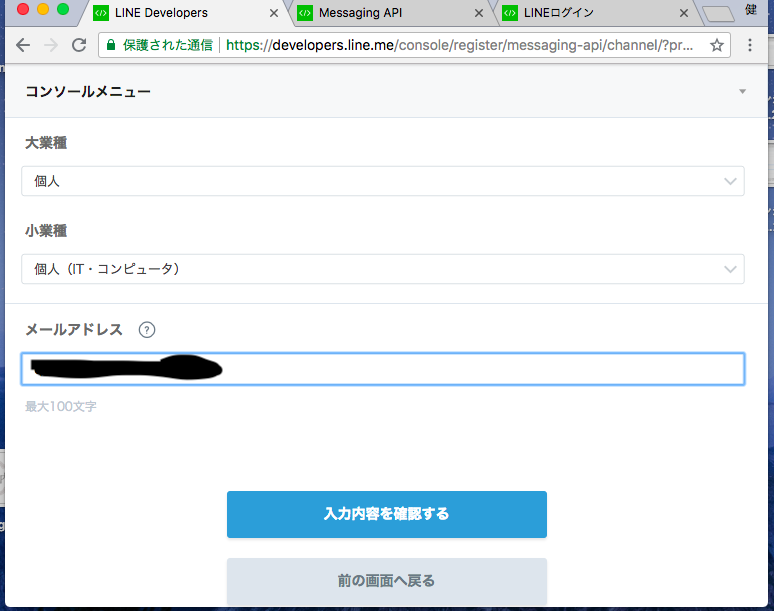 LINE Developers
Messaging API
LINEログイン
健
保護された通信
https://developers.line.me/console/register/messaging-api/channel/?pr...
コンソールメニュー
大業種
個人
小業種
個人（IT・コンピュータ）
メールアドレス ?
最大100文字
入力内容を確認する
前の画面へ戻る